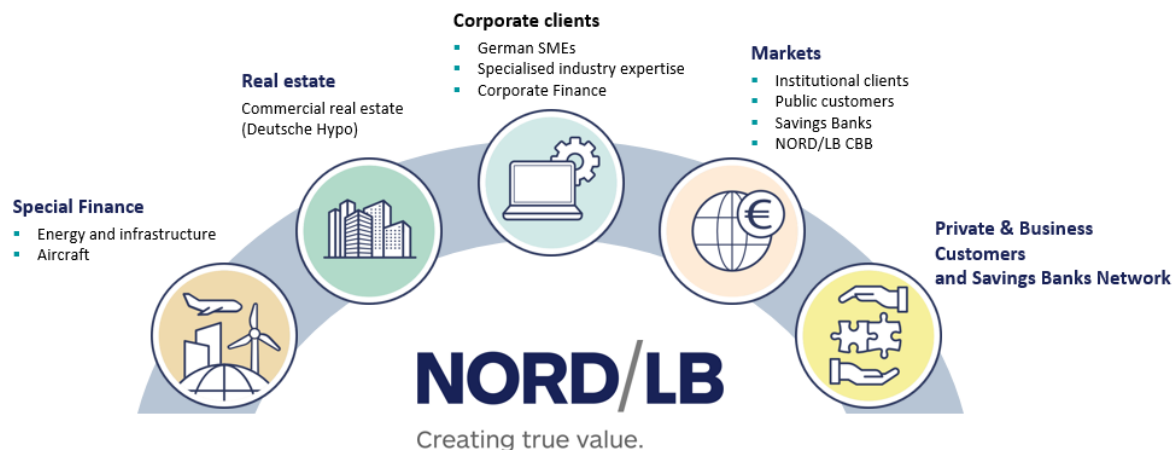 Special Finance
Energy and infrastructure
Aircraft
Real estate
Commercial real estate
(Deutsche Hypo)
Corporate clients
German SMEs
Specialised industry expertise
Corporate Finance
Markets
Institutional clients
Public customers
Savings Banks
NORD/LB CBB
€
Private & Business
Customers
and Savings Banks Network
NORD/LB
Creating true value.